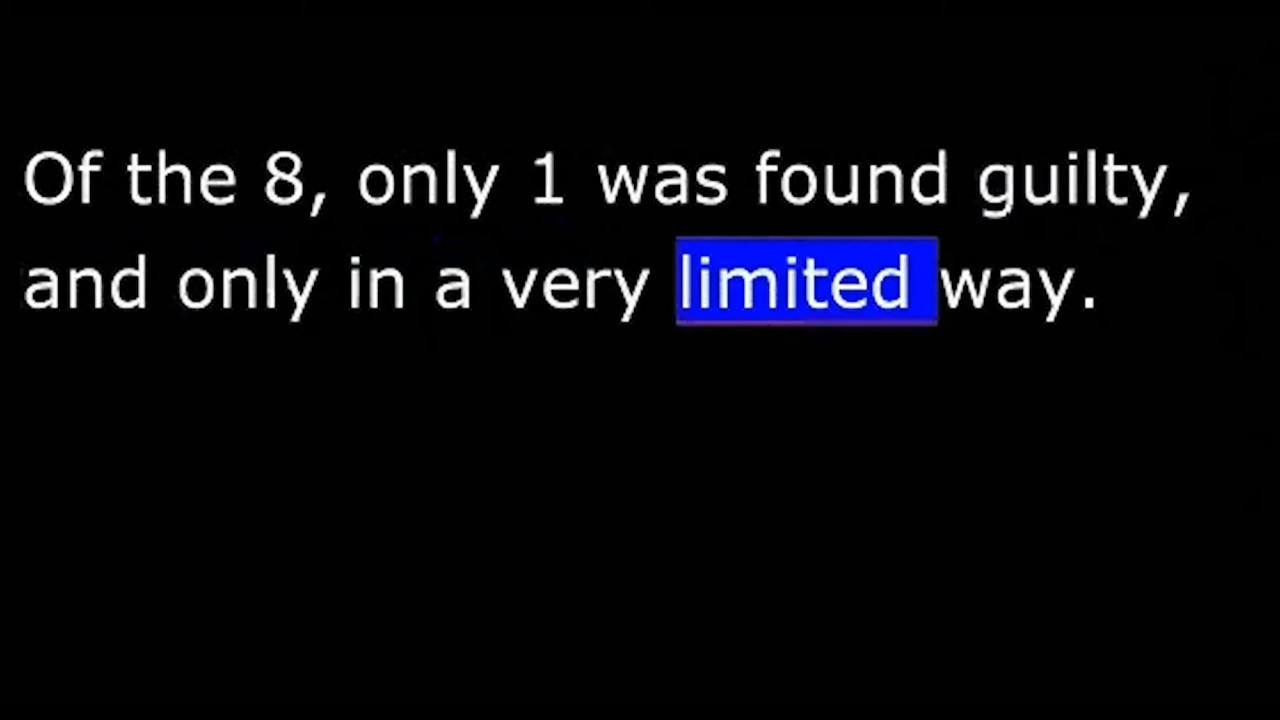 Of the 8, only 1 was found guilty,
and only in a very limited way.